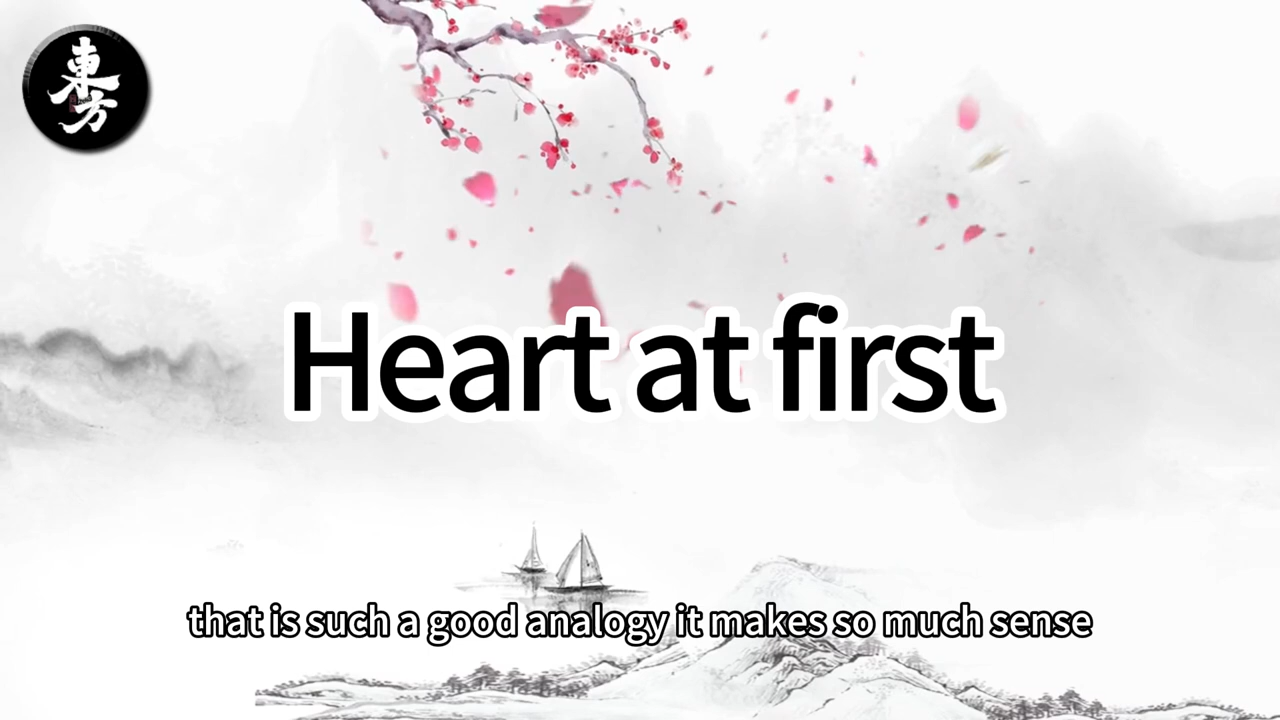 東方
Heart at first
that is such a good analogy it makes so much sense